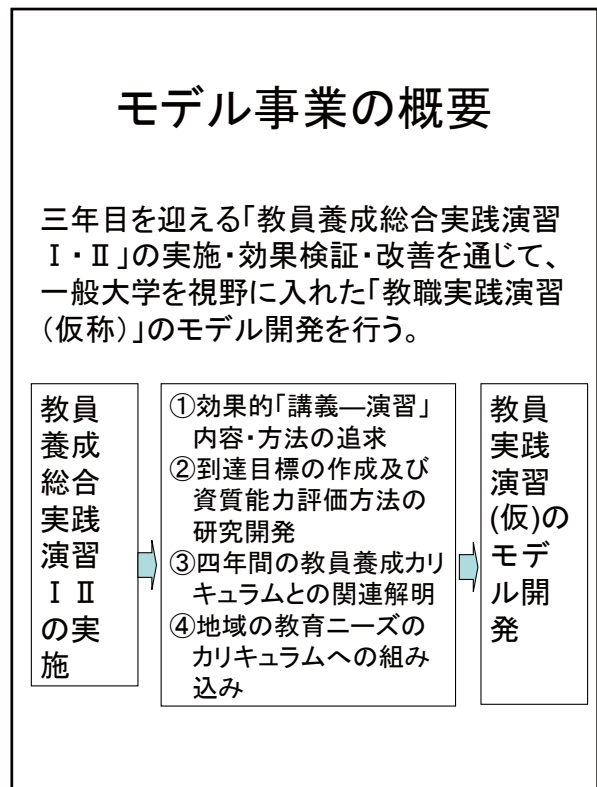 モデル事業の概要
三年目を迎える「教員養成総合実践演習
Ⅰ・Ⅱ」の実施・効果検証・改善を通じて、
一般大学を視野に入れた「教職実践演習
(仮称)」のモデル開発を行う。
教員
養成
総合
実践
演習
Ⅰ Ⅱ
の実
施
①効果的「講義―演習」
内容・方法の追求
②到達目標の作成及び
資質能力評価方法の
研究開発
③四年間の教員養成カリ
キュラムとの関連解明
④地域の教育ニーズの
カリキュラムへの組み
込み
教員
実践
演習
(仮)の
モデ
ル開
発